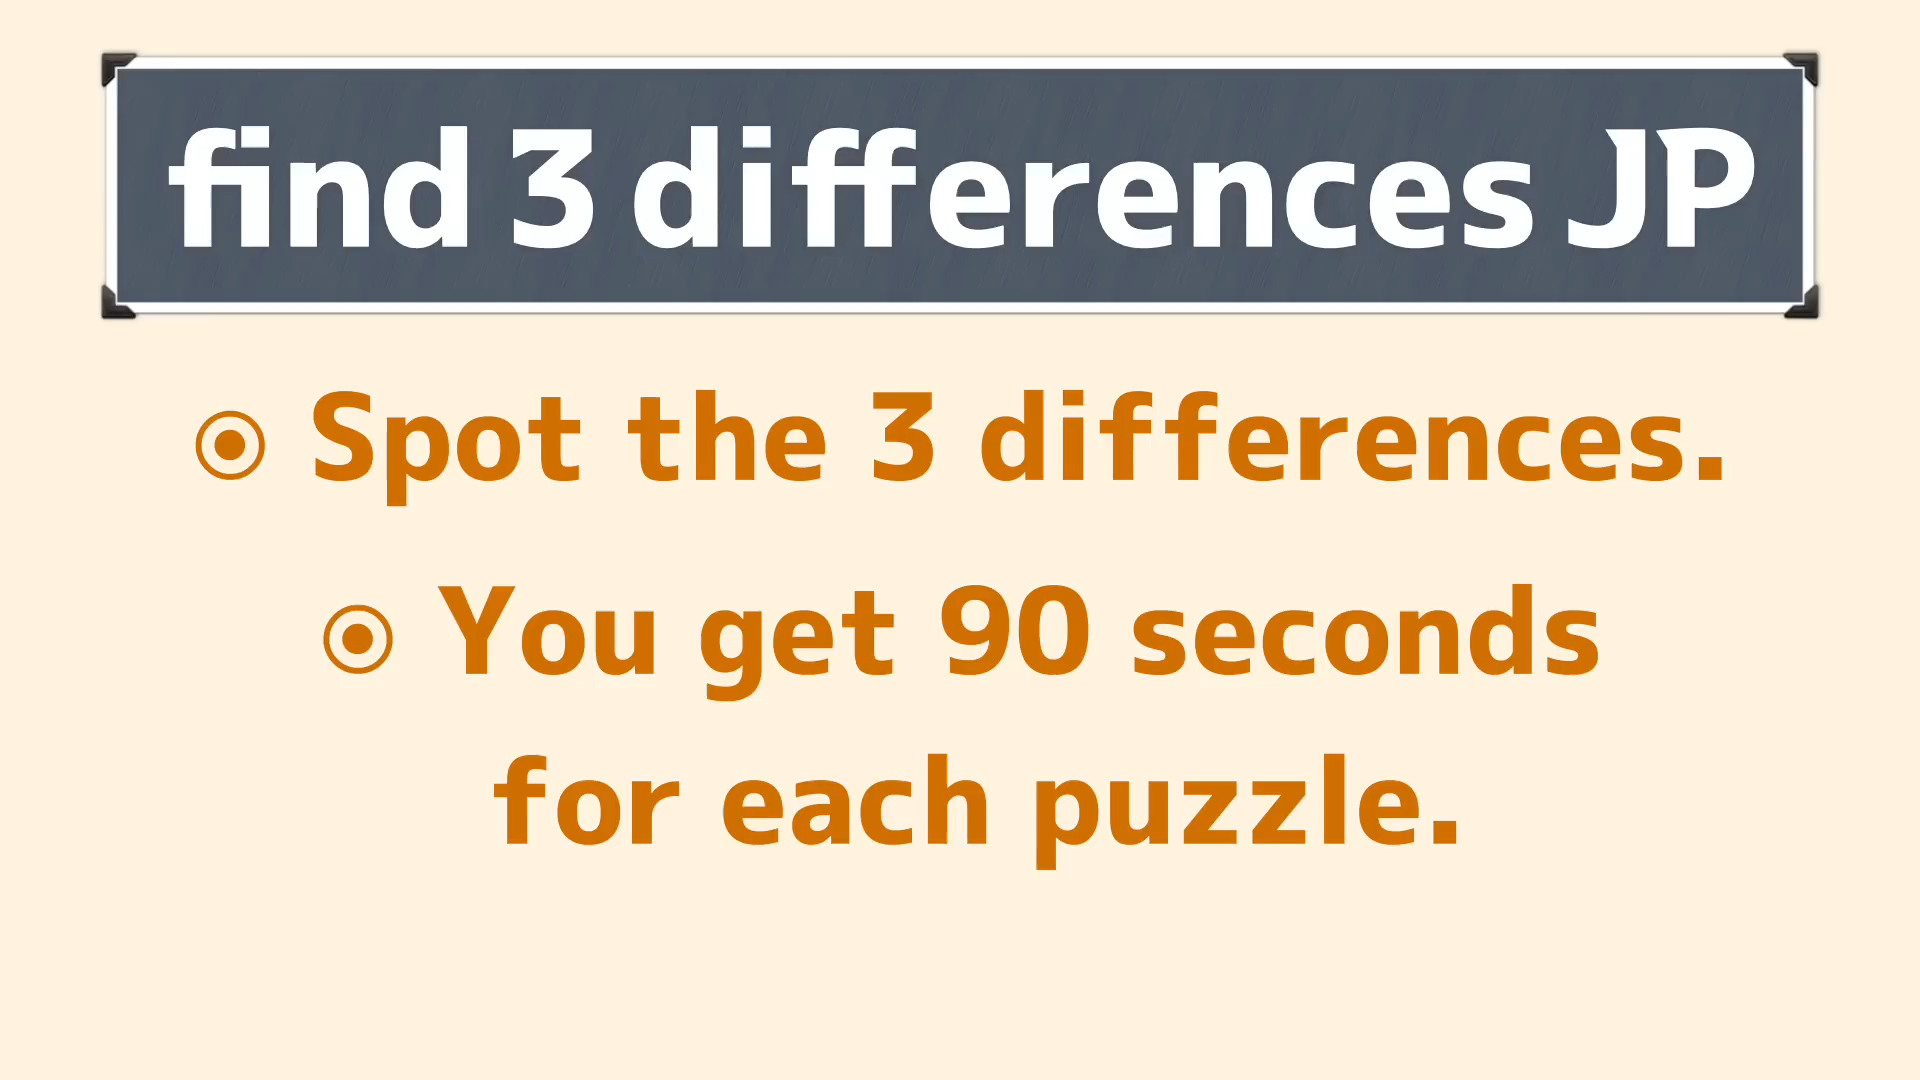 find 3 differences JP
◉ Spot the 3 differences.
◉ You get 90 seconds
for each puzzle.